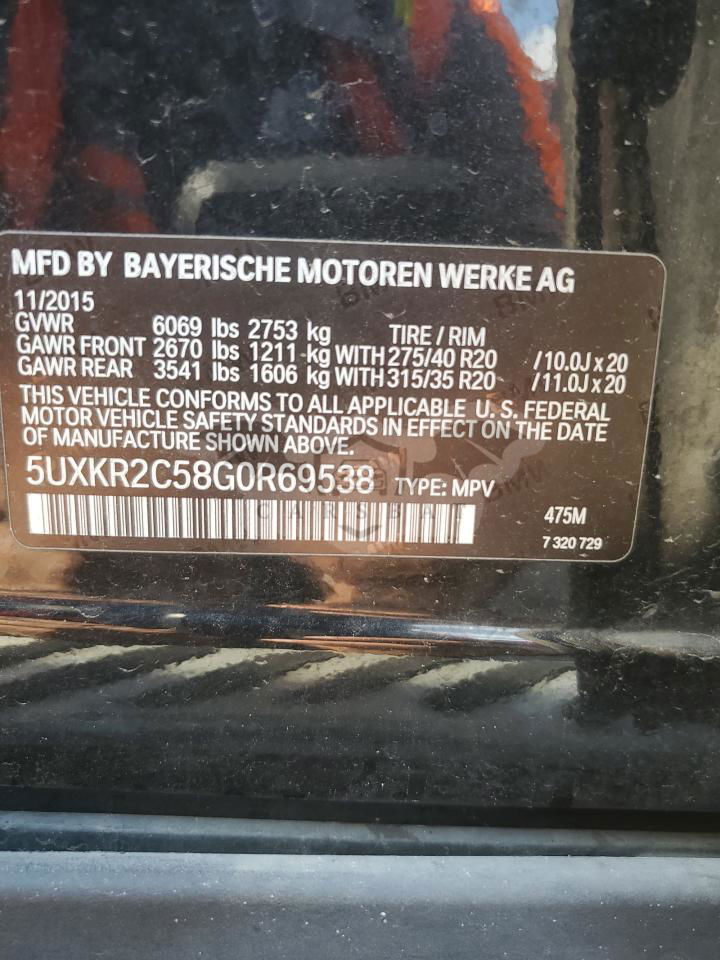 MFD BY BAYERISCHE MOTOREN WERKE AG
11/2015
GVWR 6069 lbs 2753 kg TIRE / RIM
GAWR FRONT 2670 lbs 1211 kg WITH 275/40 R20 /10.0J x 20
GAWR REAR 3541 lbs 1606 kg WITH 315/35 R20 /11.0J x 20
THIS VEHICLE CONFORMS TO ALL APPLICABLE U. S. FEDERAL
MOTOR VEHICLE SAFETY STANDARDS IN EFFECT ON THE DATE
OF MANUFACTURE SHOWN ABOVE.
5UXKR2C58G0R69538 TYPE: MPV
475M
7 320 729